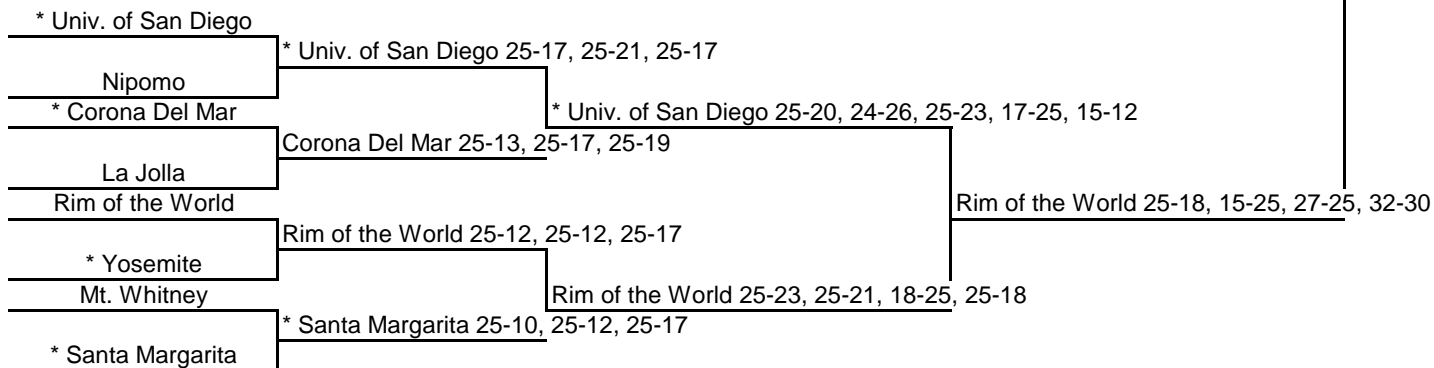 * Univ. of San Diego
* Univ. of San Diego 25-17, 25-21, 25-17
Nipomo
* Corona Del Mar
* Univ. of San Diego 25-20, 24-26, 25-23, 17-25, 15-12
Corona Del Mar 25-13, 25-17, 25-19
La Jolla
Rim of the World
Rim of the World 25-18, 15-25, 27-25, 32-30
Rim of the World 25-12, 25-12, 25-17
* Yosemite
Mt. Whitney
Rim of the World 25-23, 25-21, 18-25, 25-18
* Santa Margarita 25-10, 25-12, 25-17
* Santa Margarita